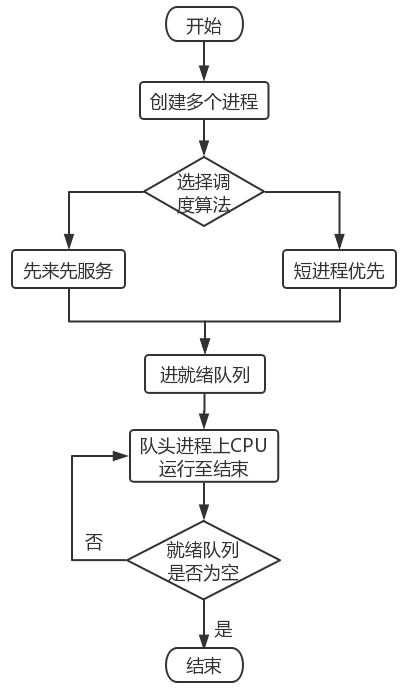 开始
创建多个进程
选择调
度算法
先来先服务
短进程优先
进就绪队列
队头进程上CPU
运行至结束
否
就绪队列
是否为空
是
结束